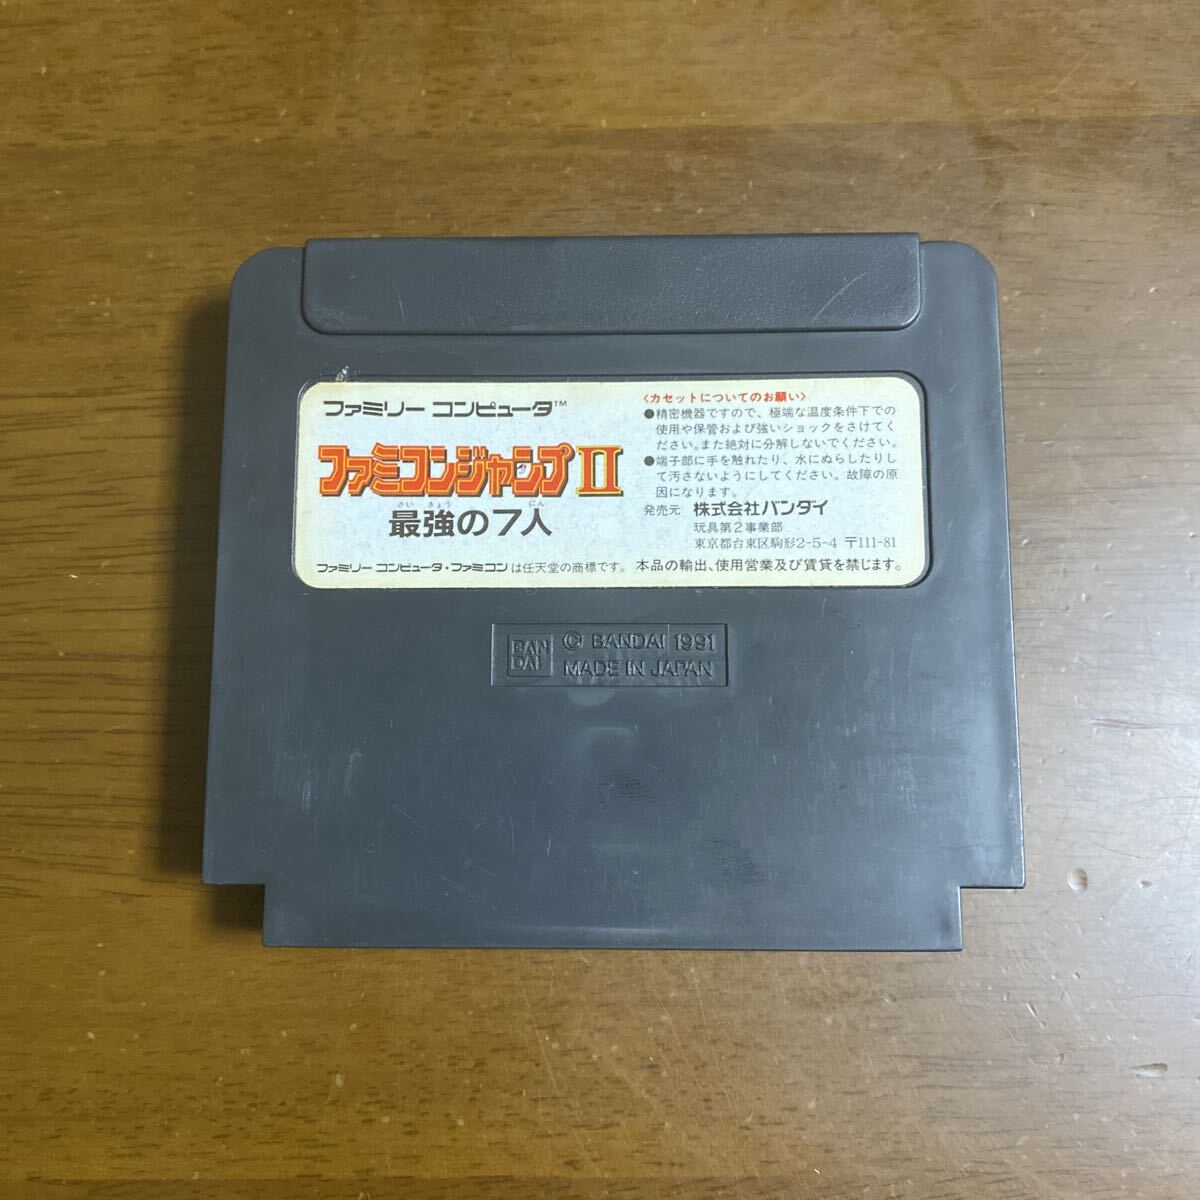 ファミリー コンピュータ™
ファミコンジャンプII
さい きょう にん
最強の7人
ファミリー コンピュータ・ファミコンは任天堂の商標です。
〈カセットについてのお願い〉
●精密機器ですので、極端な温度条件下での
使用や保管および強いショックをさけてく
ださい。また絶対に分解しないでください。
●端子部に手を触れたり、水にぬらしたりし
て汚さないようにしてください。故障の原
因になります。
発売元 株式会社バンダイ
玩具第2事業部
東京都台東区駒形2-5-4 〒111-81
本品の輸出、使用営業及び賃貸を禁じます。
BAN
DAI
© BANDAI 1991
MADE IN JAPAN